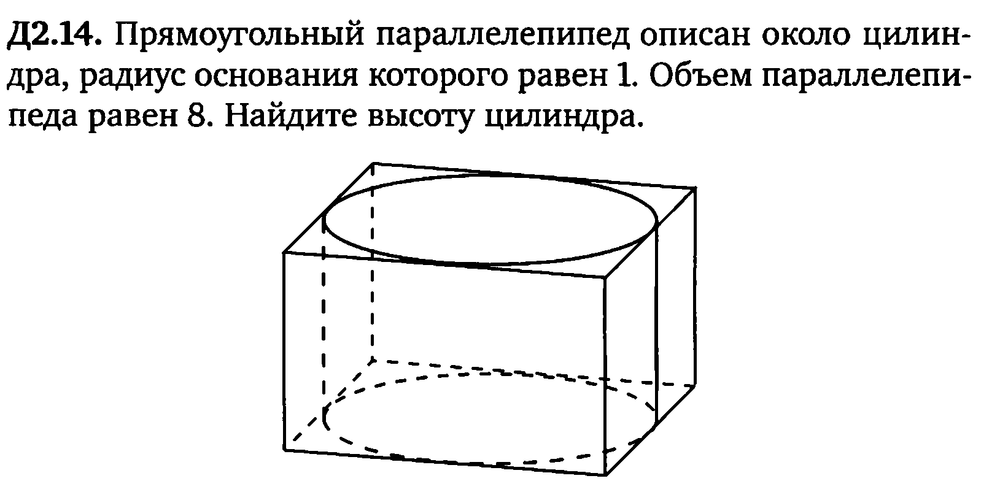 Д2.14. Прямоугольный параллелепипед описан около цилин-
дра, радиус основания которого равен 1. Объем параллелепи-
педа равен 8. Найдите высоту цилиндра.